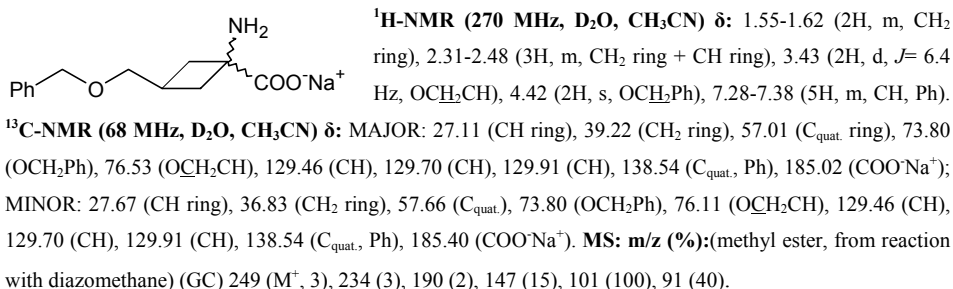 NH₂
Ph
O
COO⁻Na⁺
¹H-NMR (270 MHz, D₂O, CH₃CN) δ: 1.55-1.62 (2H, m, CH₂
ring), 2.31-2.48 (3H, m, CH₂ ring + CH ring), 3.43 (2H, d, J= 6.4
Hz, OCH₂CH), 4.42 (2H, s, OCH₂Ph), 7.28-7.38 (5H, m, CH, Ph).
¹³C-NMR (68 MHz, D₂O, CH₃CN) δ: MAJOR: 27.11 (CH ring), 39.22 (CH₂ ring), 57.01 (Cquat. ring), 73.80
(OCH₂Ph), 76.53 (OCH₂CH), 129.46 (CH), 129.70 (CH), 129.91 (CH), 138.54 (Cquat., Ph), 185.02 (COO⁻Na⁺);
MINOR: 27.67 (CH ring), 36.83 (CH₂ ring), 57.66 (Cquat.), 73.80 (OCH₂Ph), 76.11 (OCH₂CH), 129.46 (CH),
129.70 (CH), 129.91 (CH), 138.54 (Cquat., Ph), 185.40 (COO⁻Na⁺). MS: m/z (%):(methyl ester, from reaction
with diazomethane) (GC) 249 (M⁺, 3), 234 (3), 190 (2), 147 (15), 101 (100), 91 (40).